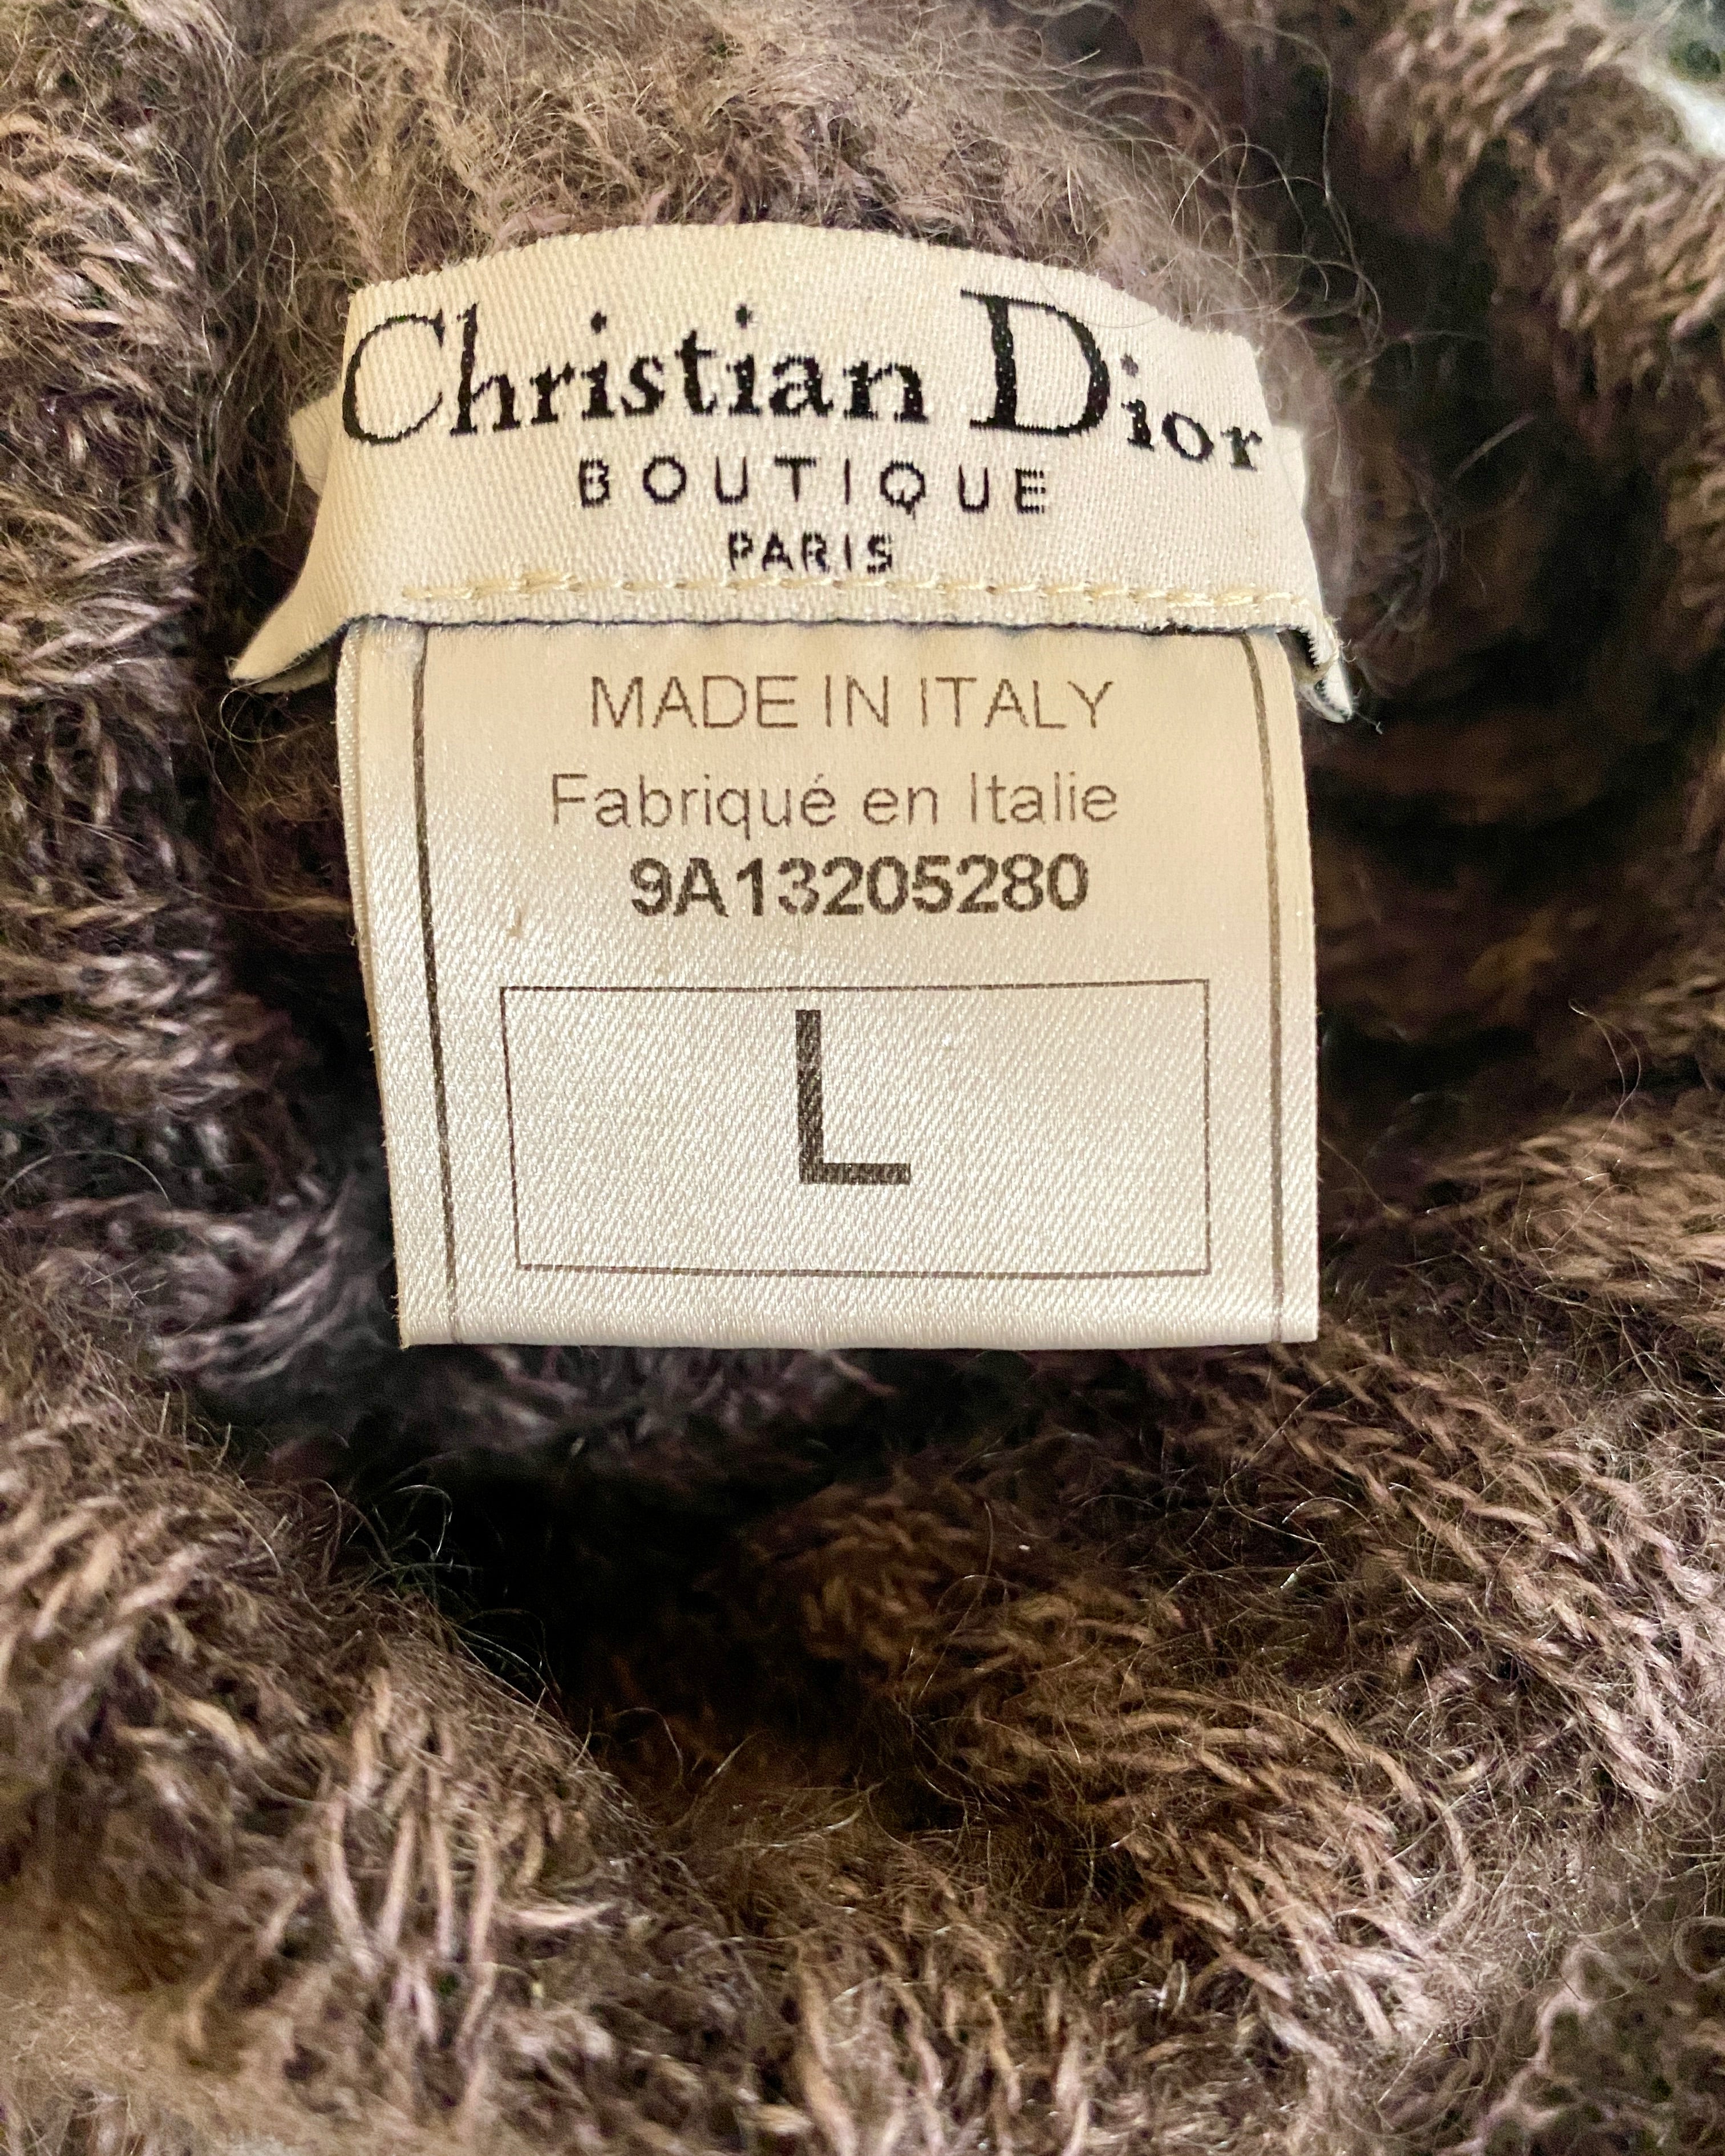 Christian Dior
BOUTIQUE
PARIS
MADE IN ITALY
Fabriqué en Italie
9A13205280
L